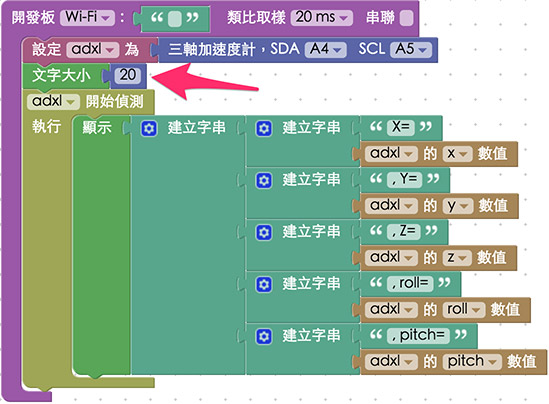 開發板 Wi-Fi : “ ” 類比取樣 20 ms 串聯
設定 adxl 為 三軸加速度計，SDA A4 SCL A5
文字大小 20
adxl 開始偵測
執行 顯示 建立字串 建立字串 “ X= ”
adxl 的 x 數值
建立字串 “ , Y= ”
adxl 的 y 數值
建立字串 “ , Z= ”
adxl 的 z 數值
建立字串 “ , roll= ”
adxl 的 roll 數值
建立字串 “ , pitch= ”
adxl 的 pitch 數值